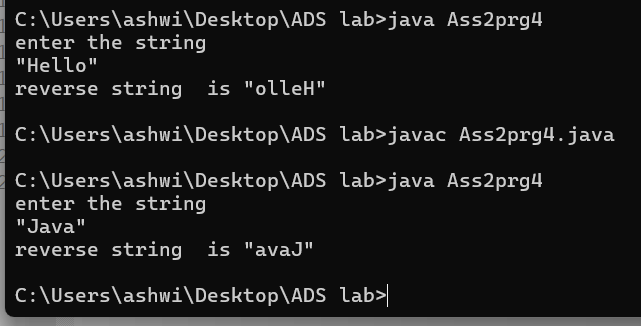 C:\Users\ashwi\Desktop\ADS lab>java Ass2prg4
enter the string
"Hello"
reverse string  is "olleH"
C:\Users\ashwi\Desktop\ADS lab>javac Ass2prg4.java
C:\Users\ashwi\Desktop\ADS lab>java Ass2prg4
enter the string
"Java"
reverse string  is "avaJ"
C:\Users\ashwi\Desktop\ADS lab>